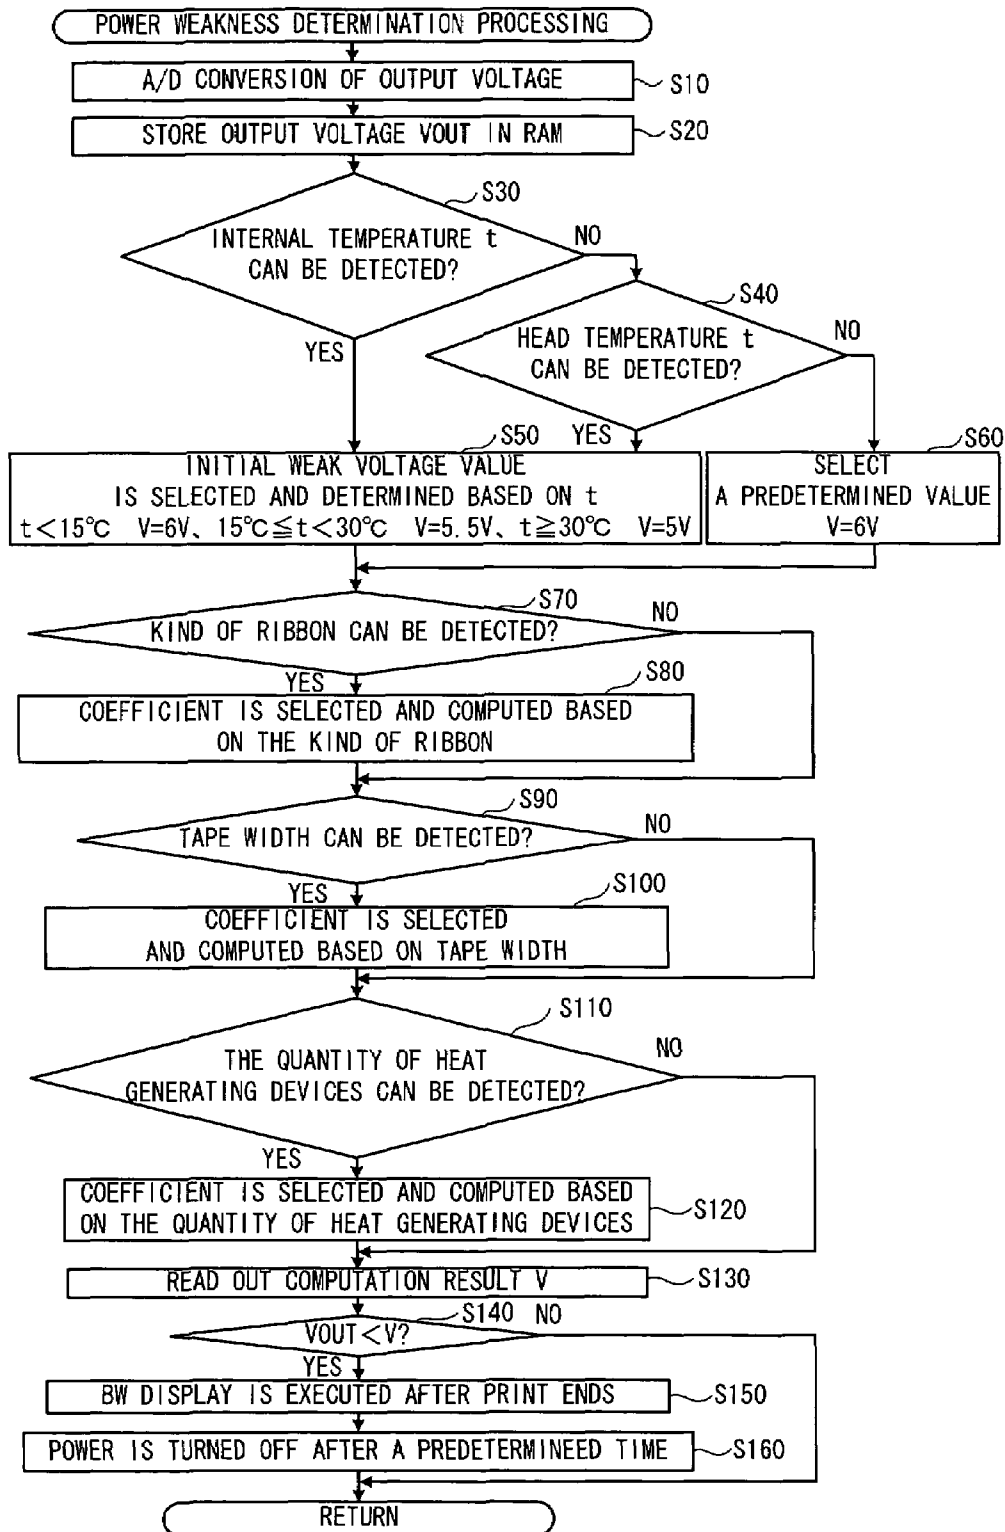 POWER WEAKNESS DETERMINATION PROCESSING
A/D CONVERSION OF OUTPUT VOLTAGE
S10
STORE OUTPUT VOLTAGE VOUT IN RAM
S20
S30
INTERNAL TEMPERATURE t
CAN BE DETECTED?
NO
YES
S40
HEAD TEMPERATURE t
CAN BE DETECTED?
NO
YES
S50
INITIAL WEAK VOLTAGE VALUE
IS SELECTED AND DETERMINED BASED ON t
t<15℃ V=6V、15℃≦t<30℃ V=5.5V、t≧30℃ V=5V
S60
SELECT
A PREDETERMINED VALUE
V=6V
S70
KIND OF RIBBON CAN BE DETECTED?
NO
YES
S80
COEFFICIENT IS SELECTED AND COMPUTED BASED
ON THE KIND OF RIBBON
S90
TAPE WIDTH CAN BE DETECTED?
NO
YES
S100
COEFFICIENT IS SELECTED
AND COMPUTED BASED ON TAPE WIDTH
S110
THE QUANTITY OF HEAT
GENERATING DEVICES CAN BE DETECTED?
NO
YES
COEFFICIENT IS SELECTED AND COMPUTED BASED
ON THE QUANTITY OF HEAT GENERATING DEVICES
S120
READ OUT COMPUTATION RESULT V
S130
S140
VOUT<V?
NO
YES
BW DISPLAY IS EXECUTED AFTER PRINT ENDS
S150
POWER IS TURNED OFF AFTER A PREDETERMINEED TIME
S160
RETURN